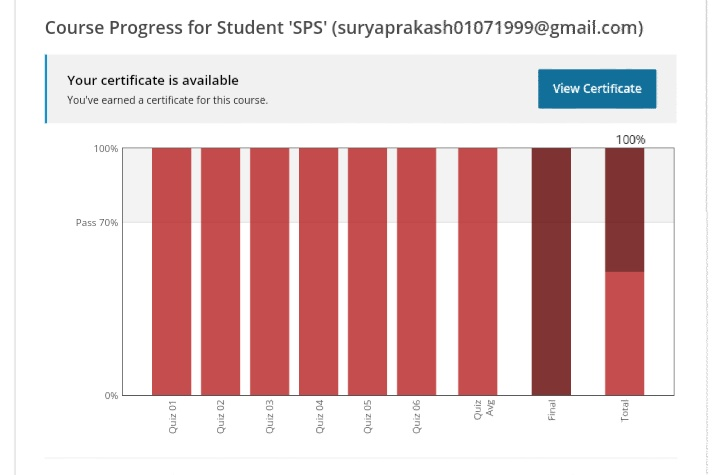 Course Progress for Student 'SPS' (suryaprakash01071999@gmail.com)
Your certificate is available
You've earned a certificate for this course.
View Certificate
100%
100%
Pass 70%
0%
Quiz 01
Quiz 02
Quiz 03
Quiz 04
Quiz 05
Quiz 06
Quiz
Avg
Final
Total